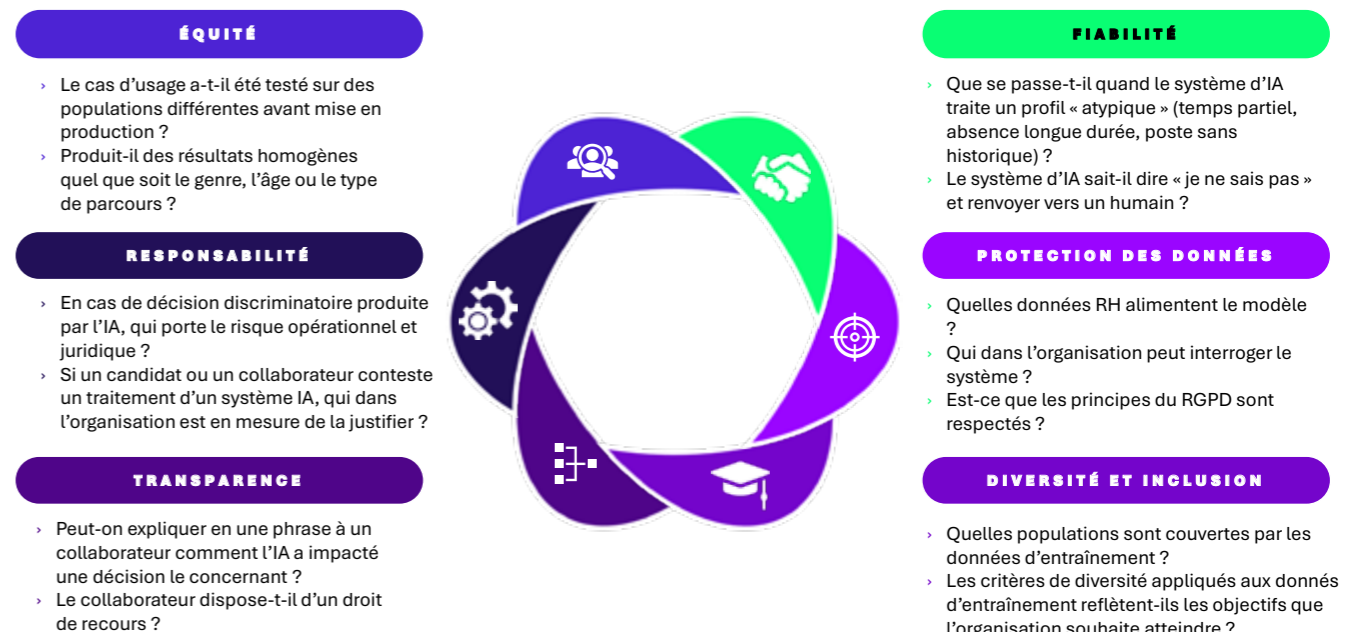 ÉQUITÉ
› Le cas d’usage a-t-il été testé sur des
populations différentes avant mise en
production ?
› Produit-il des résultats homogènes
quel que soit le genre, l’âge ou le type
de parcours ?
RESPONSABILITÉ
› En cas de décision discriminatoire produite
par l’IA, qui porte le risque opérationnel et
juridique ?
› Si un candidat ou un collaborateur conteste
un traitement d’un système IA, qui dans
l’organisation est en mesure de la justifier ?
TRANSPARENCE
› Peut-on expliquer en une phrase à un
collaborateur comment l’IA a impacté
une décision le concernant ?
› Le collaborateur dispose-t-il d’un droit
de recours ?
FIABILITÉ
› Que se passe-t-il quand le système d’IA
traite un profil « atypique » (temps partiel,
absence longue durée, poste sans
historique) ?
› Le système d’IA sait-il dire « je ne sais pas »
et renvoyer vers un humain ?
PROTECTION DES DONNÉES
› Quelles données RH alimentent le modèle
?
› Qui dans l’organisation peut interroger le
système ?
› Est-ce que les principes du RGPD sont
respectés ?
DIVERSITÉ ET INCLUSION
› Quelles populations sont couvertes par les
données d’entraînement ?
› Les critères de diversité appliqués aux donnés
d’entraînement reflètent-ils les objectifs que
l’organisation souhaite atteindre ?